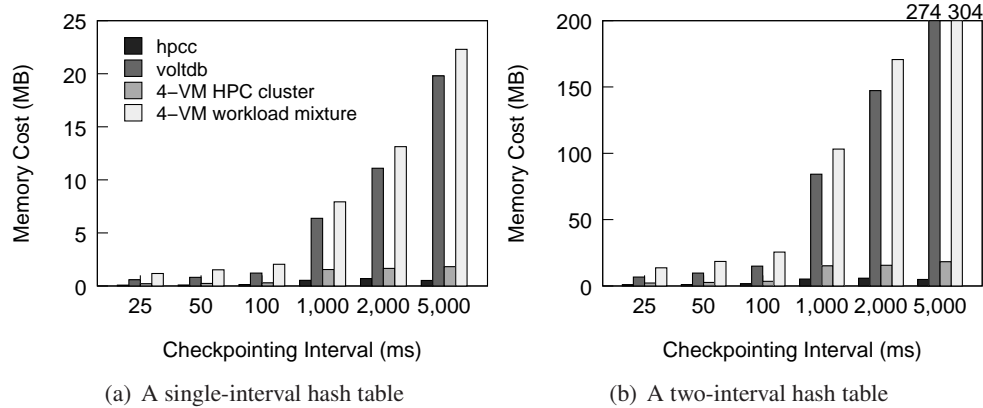 25
20
15
10
5
0
Memory Cost (MB)
hpcc
voltdb
4−VM HPC cluster
4−VM workload mixture
25 50 100 1,000 2,000 5,000
Checkpointing Interval (ms)
(a) A single-interval hash table
274 304
200
150
100
50
0
Memory Cost (MB)
25 50 100 1,000 2,000 5,000
Checkpointing Interval (ms)
(b) A two-interval hash table